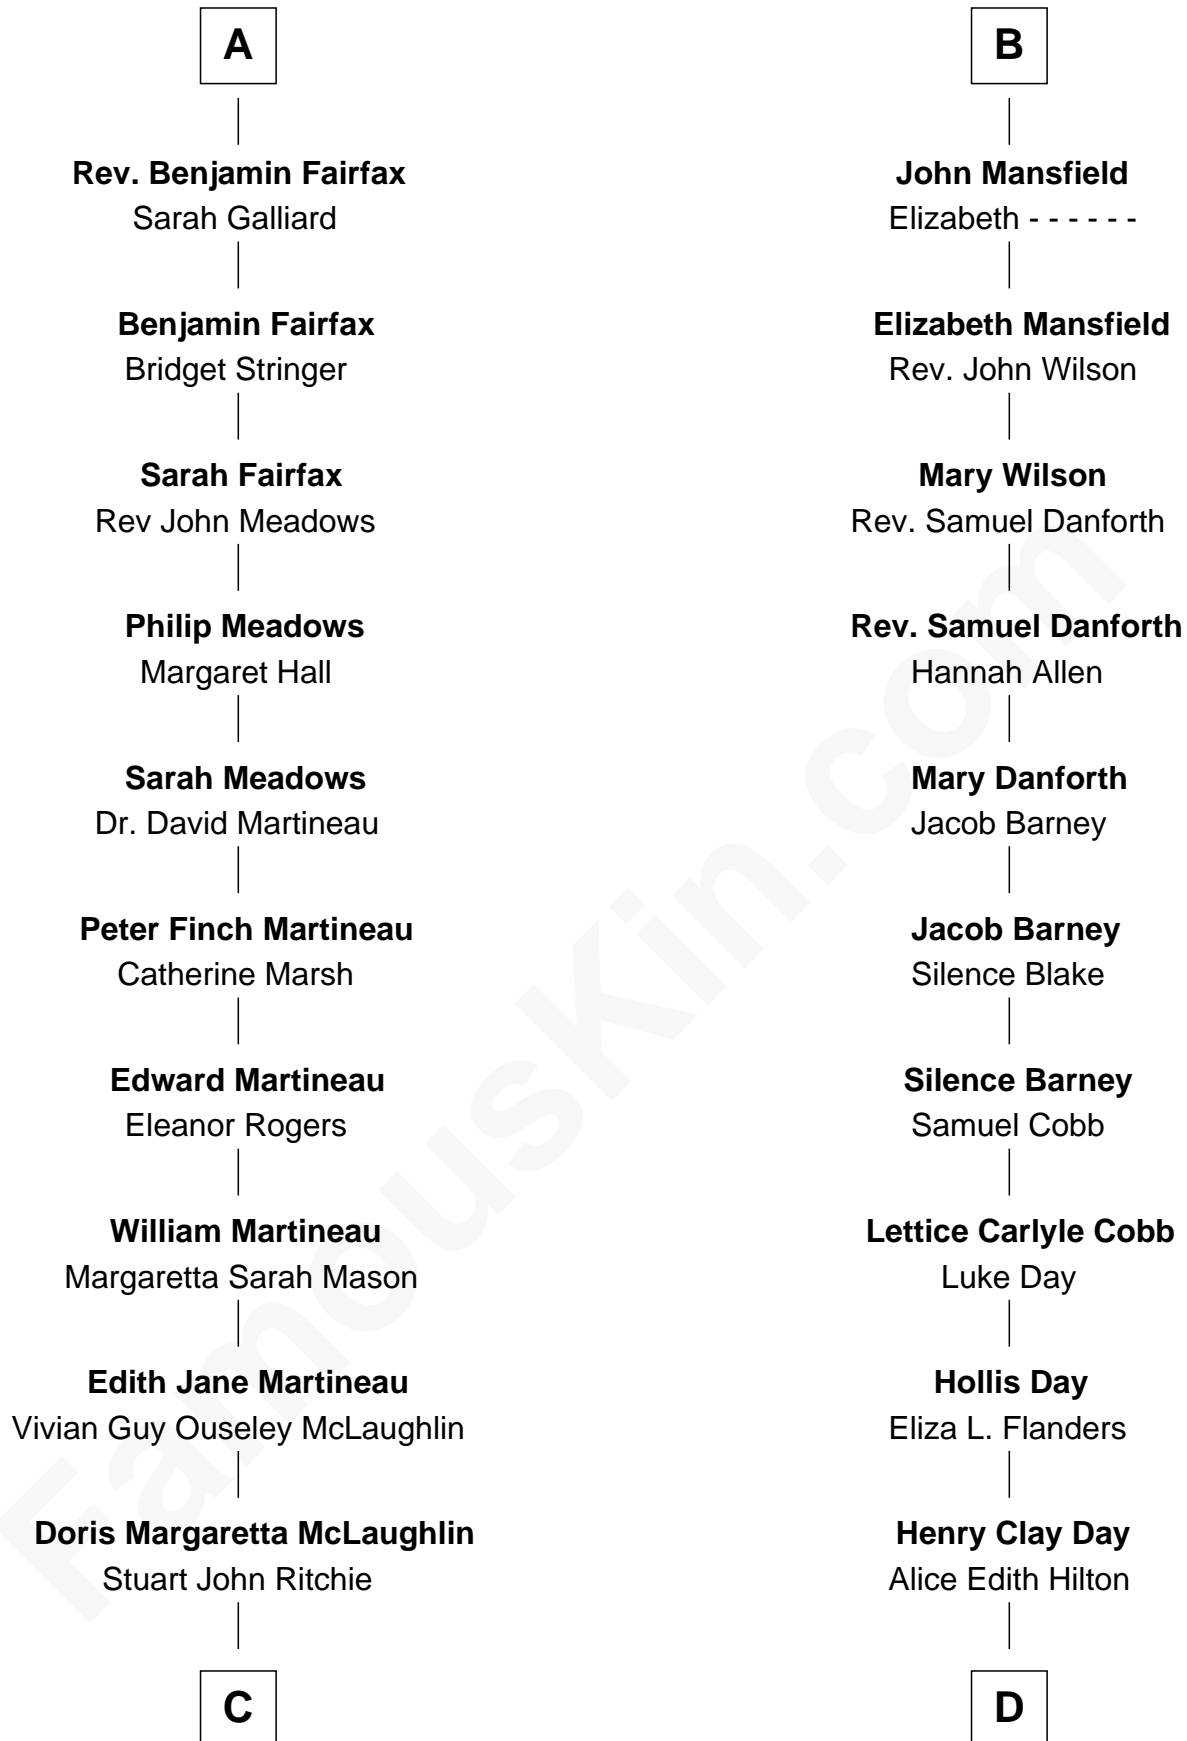 A
Rev. Benjamin Fairfax
Sarah Galliard
Benjamin Fairfax
Bridget Stringer
Sarah Fairfax
Rev John Meadows
Philip Meadows
Margaret Hall
Sarah Meadows
Dr. David Martineau
Peter Finch Martineau
Catherine Marsh
Edward Martineau
Eleanor Rogers
William Martineau
Margaretta Sarah Mason
Edith Jane Martineau
Vivian Guy Ouseley McLaughlin
Doris Margaretta McLaughlin
Stuart John Ritchie
C
B
John Mansfield
Elizabeth - - - - - -
Elizabeth Mansfield
Rev. John Wilson
Mary Wilson
Rev. Samuel Danforth
Rev. Samuel Danforth
Hannah Allen
Mary Danforth
Jacob Barney
Jacob Barney
Silence Blake
Silence Barney
Samuel Cobb
Lettice Carlyle Cobb
Luke Day
Hollis Day
Eliza L. Flanders
Henry Clay Day
Alice Edith Hilton
D
FamousKin.com